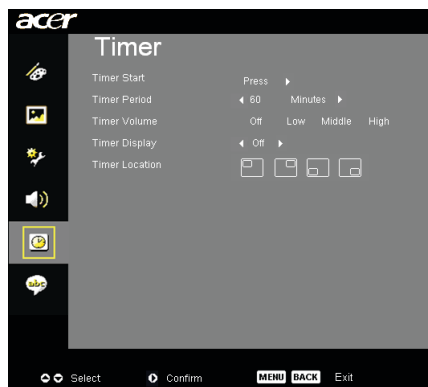 acer
Timer
Timer Start Press
Timer Period 60 Minutes
Timer Volume Off Low Middle High
Timer Display Off
Timer Location
abc
Select Confirm MENU BACK Exit